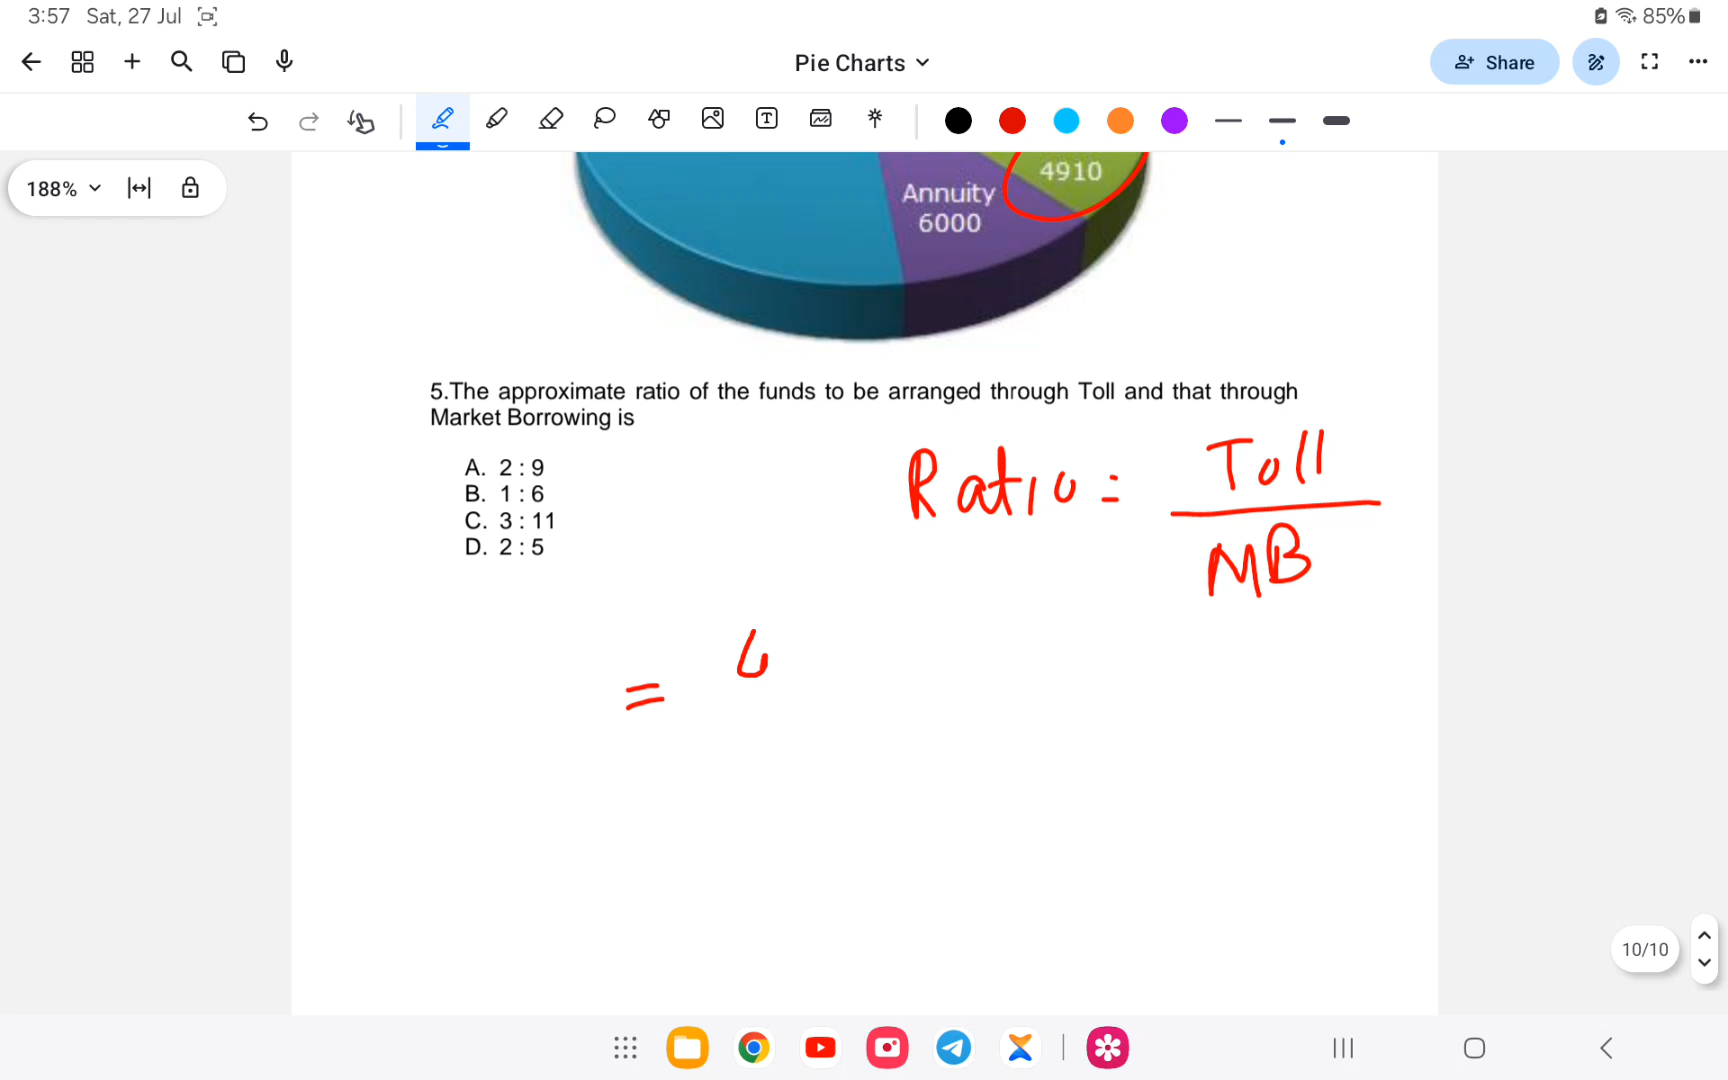 3:57 Sat, 27 Jul
85%
Pie Charts
Share
188%
4910
Annuity
6000
5.The approximate ratio of the funds to be arranged through Toll and that through
Market Borrowing is
A. 2 : 9
B. 1 : 6
C. 3 : 11
D. 2 : 5
Ratio = Toll
MB
=
10/10